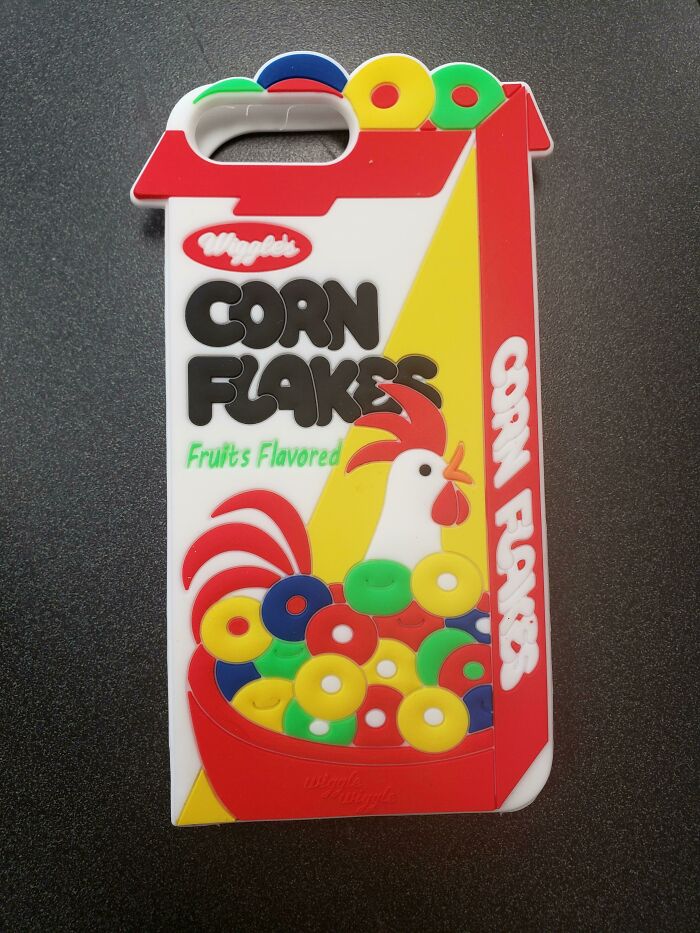 Wiggle's
CORN
FLAKES
Fruits Flavored
CORN FLAKES
Wiggle
Wiggle